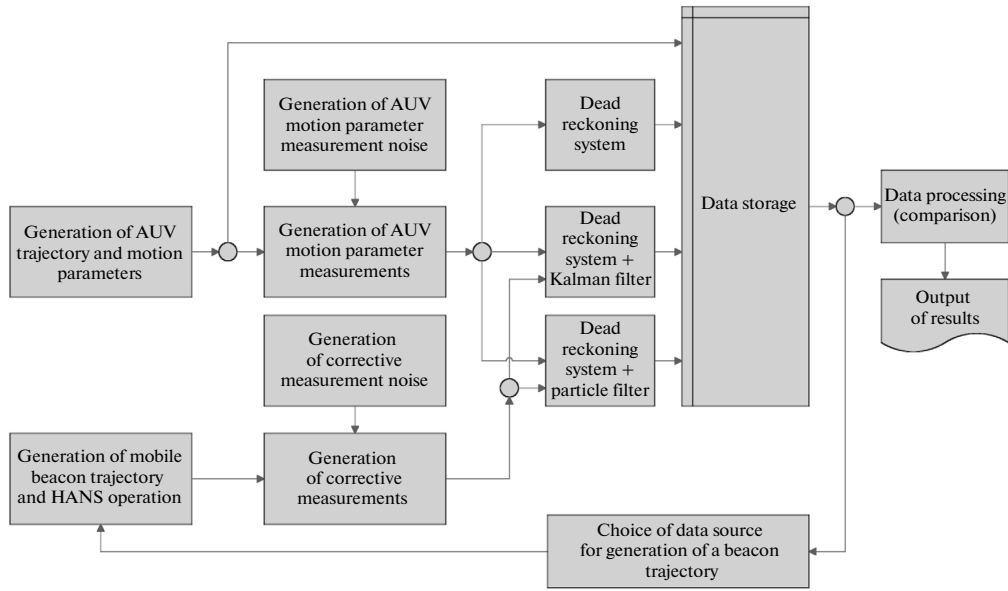 Generation of AUV
motion parameter
measurement noise
Dead
reckoning
system
Data storage
Data processing
(comparison)
Generation of AUV
trajectory and motion
parameters
Generation of AUV
motion parameter
measurements
Dead
reckoning
system +
Kalman filter
Output
of results
Generation
of corrective
measurement noise
Dead
reckoning
system +
particle filter
Generation of mobile
beacon trajectory
and HANS operation
Generation
of corrective
measurements
Choice of data source
for generation of a beacon
trajectory